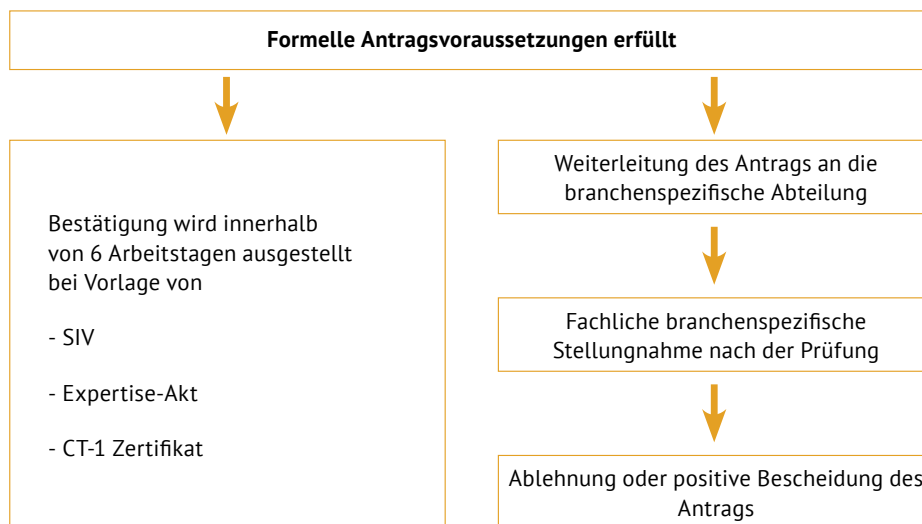 Formelle Antragsvoraussetzungen erfüllt
Bestätigung wird innerhalb
von 6 Arbeitstagen ausgestellt
bei Vorlage von
- SIV
- Expertise-Akt
- CT-1 Zertifikat
Weiterleitung des Antrags an die
branchenspezifische Abteilung
Fachliche branchenspezifische
Stellungnahme nach der Prüfung
Ablehnung oder positive Bescheidung des
Antrags